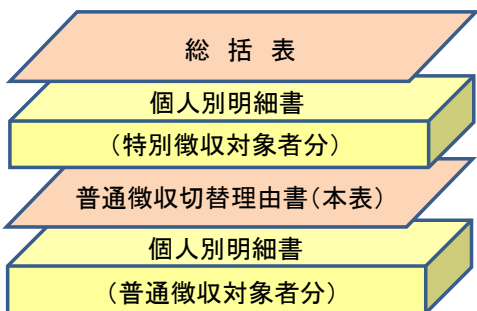 総 括 表
個人別明細書
（特別徴収対象者分）
普通徴収切替理由書（本表）
個人別明細書
（普通徴収対象者分）